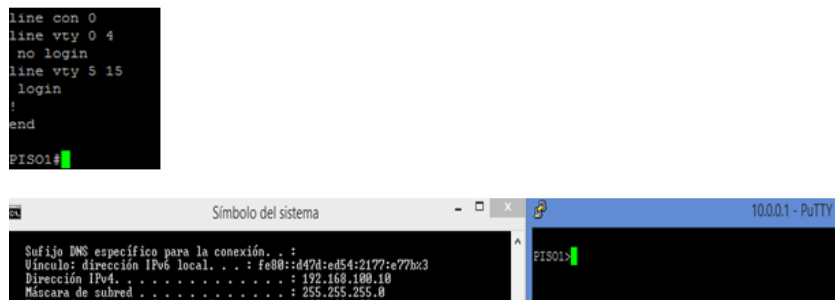 line con 0
line vty 0 4
no login
line vty 5 15
login
!
end
PISO1#
Símbolo del sistema
Sufijo DNS específico para la conexión. . :
Vínculo: dirección IPv6 local. . . : fe80::d47d:ed54:2177:e77b%3
Dirección IPv4. . . . . . . . . . . . . . : 192.168.100.10
Máscara de subred . . . . . . . . . . . . : 255.255.255.0
10.0.0.1 - PuTTY
PISO1>